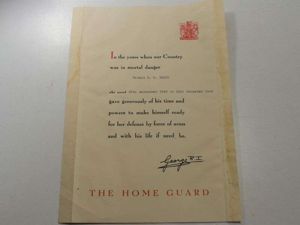 In the years when our Country
was in mortal danger
who served
gave generously of his time and
powers to make himself ready
for her defence by force of arms
and with his life if need be.
George R.I.
THE HOME GUARD